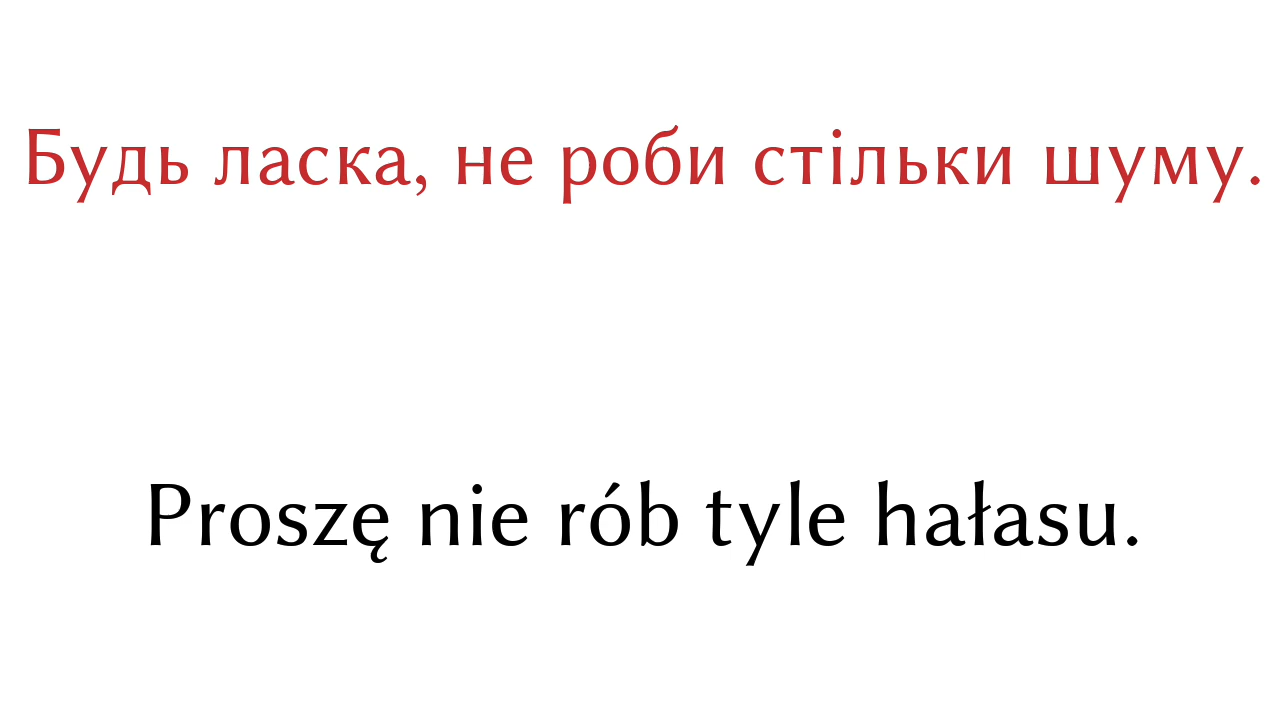 Будь ласка, не роби стільки шуму.
Proszę nie rób tyle hałasu.